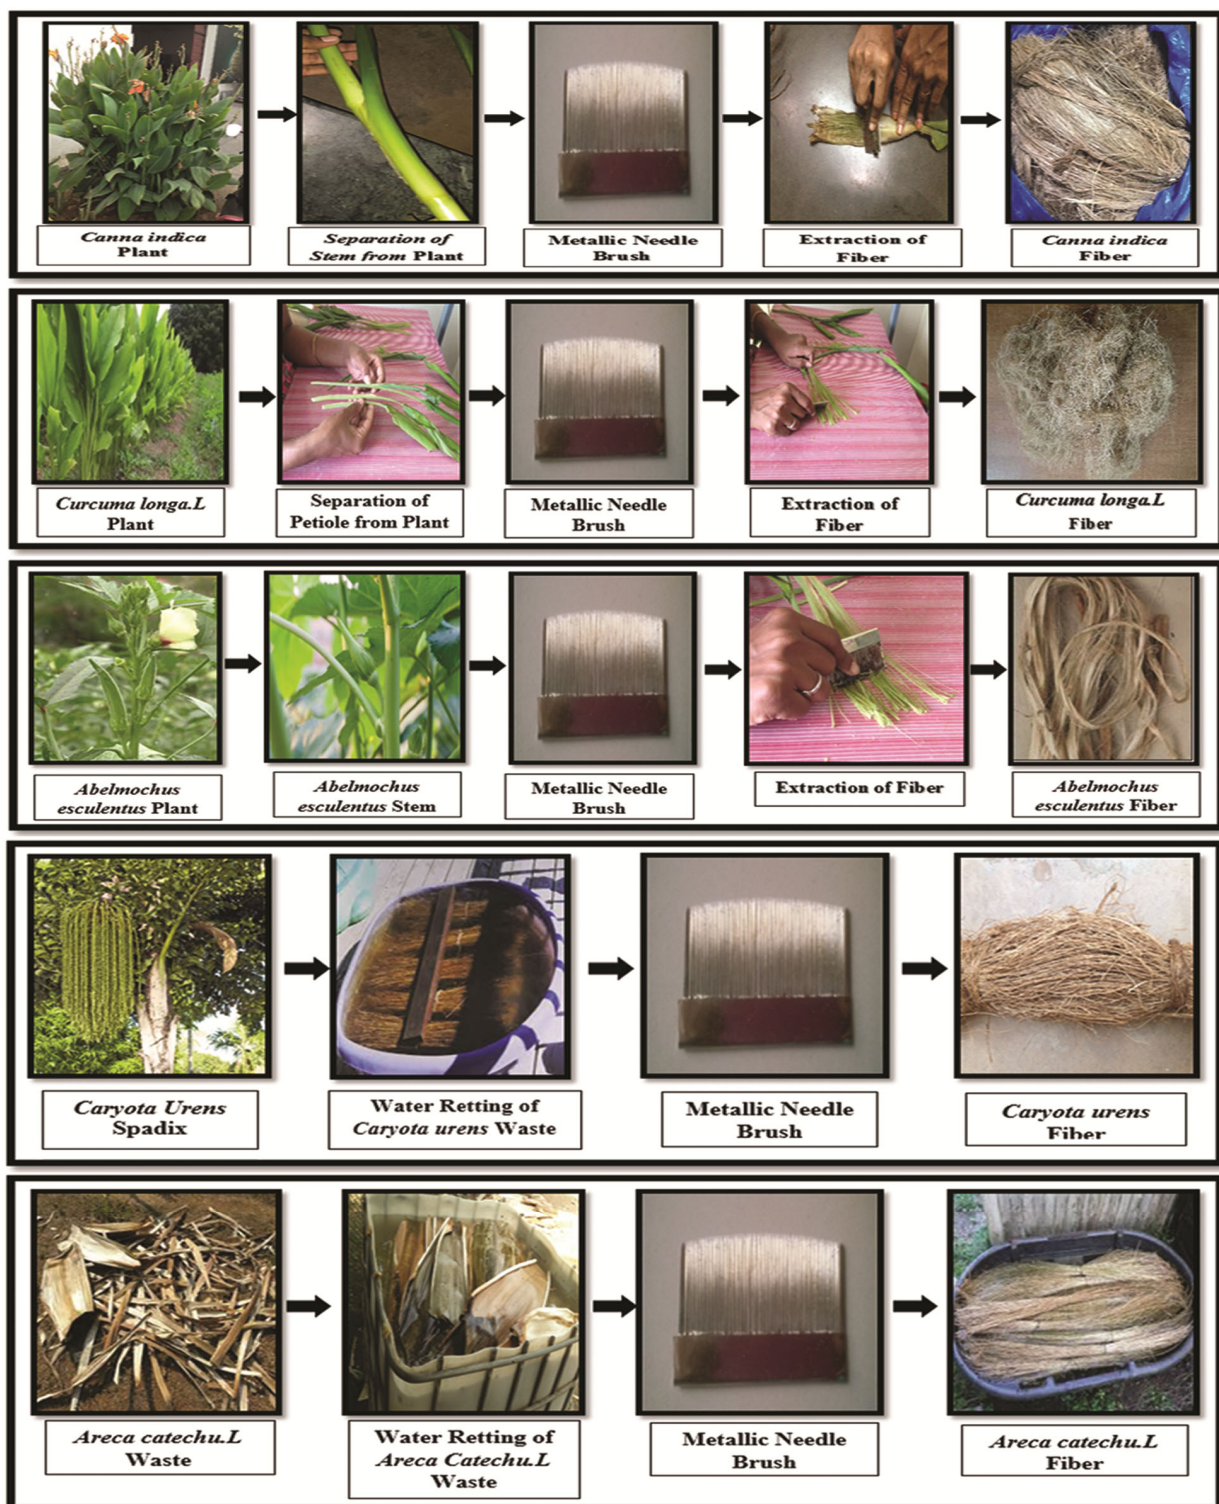 Canna indica
Plant
Separation of
Stem from Plant
Metallic Needle
Brush
Extraction of
Fiber
Canna indica
Fiber
Curcuma longa.L
Plant
Separation of
Petiole from Plant
Metallic Needle
Brush
Extraction of
Fiber
Curcuma longa.L
Fiber
Abelmochus
esculentus Plant
Abelmochus
esculentus Stem
Metallic Needle
Brush
Extraction of Fiber
Abelmochus
esculentus Fiber
Caryota Urens
Spadix
Water Retting of
Caryota urens Waste
Metallic Needle
Brush
Caryota urens
Fiber
Areca catechu.L
Waste
Water Retting of
Areca Catechu.L
Waste
Metallic Needle
Brush
Areca catechu.L
Fiber